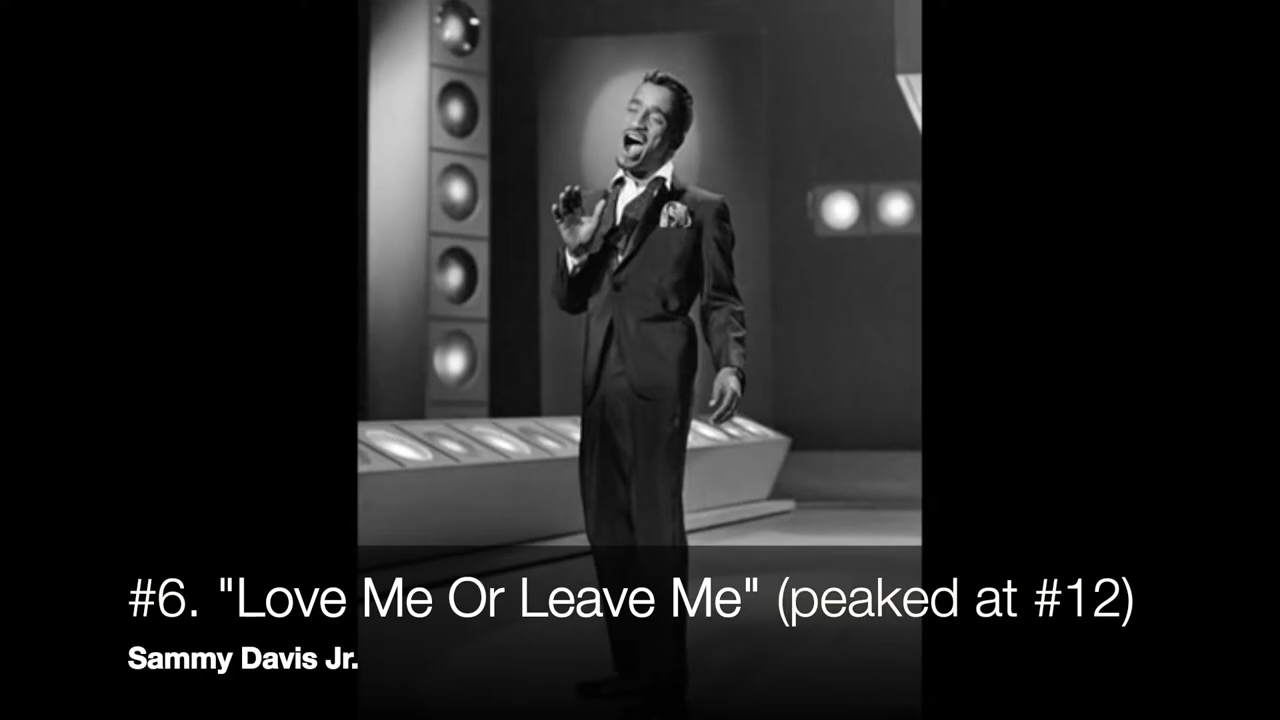 #6. "Love Me Or Leave Me" (peaked at #12)
Sammy Davis Jr.